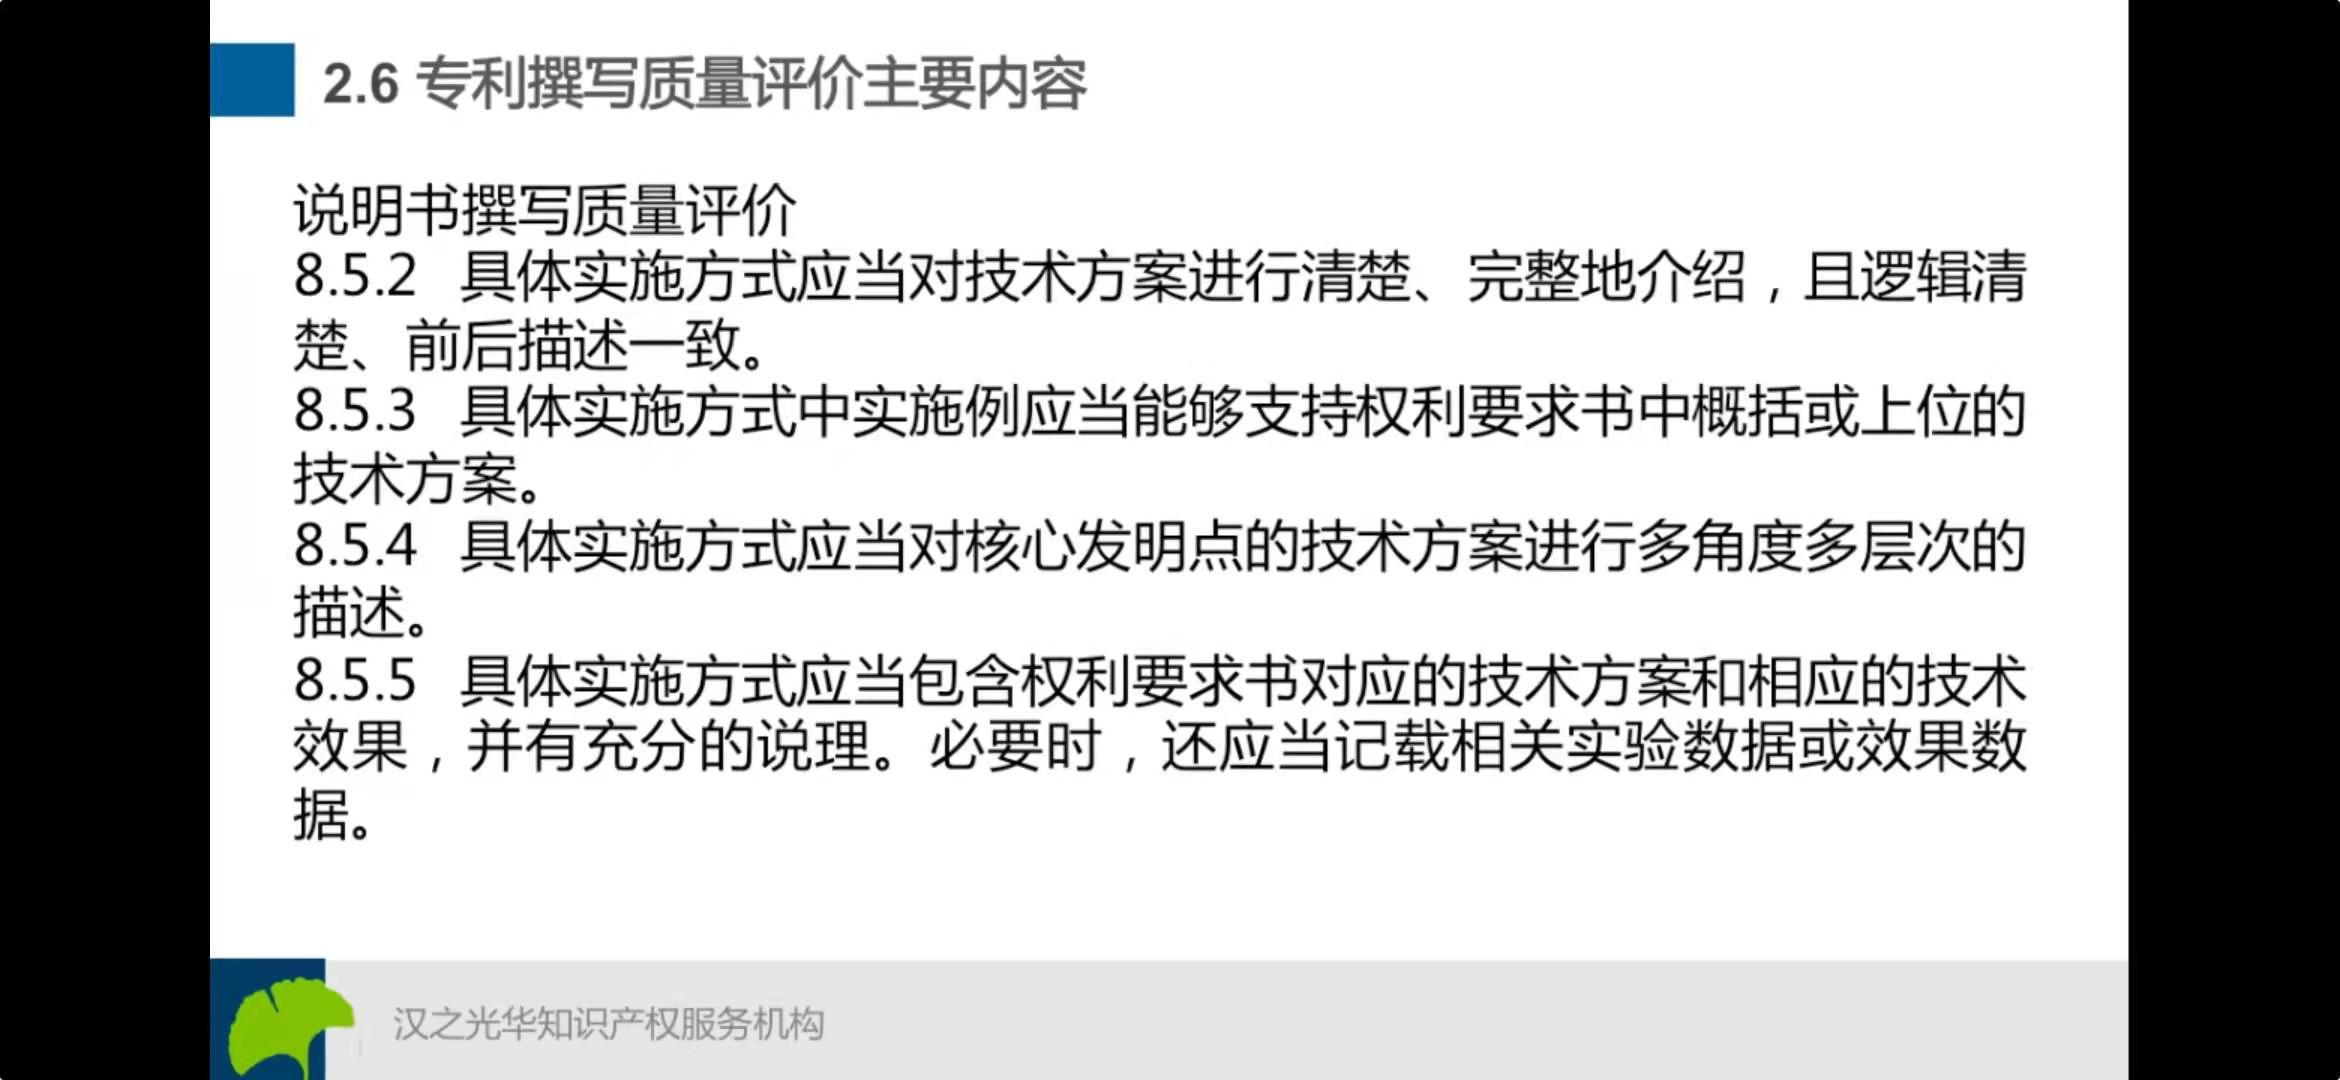 2.6 专利撰写质量评价主要内容
说明书撰写质量评价
8.5.2 具体实施方式应当对技术方案进行清楚、完整地介绍，且逻辑清
楚、前后描述一致。
8.5.3 具体实施方式中实施例应当能够支持权利要求书中概括或上位的
技术方案。
8.5.4 具体实施方式应当对核心发明点的技术方案进行多角度多层次的
描述。
8.5.5 具体实施方式应当包含权利要求书对应的技术方案和相应的技术
效果，并有充分的说理。必要时，还应当记载相关实验数据或效果数
据。
汉之光华知识产权服务机构